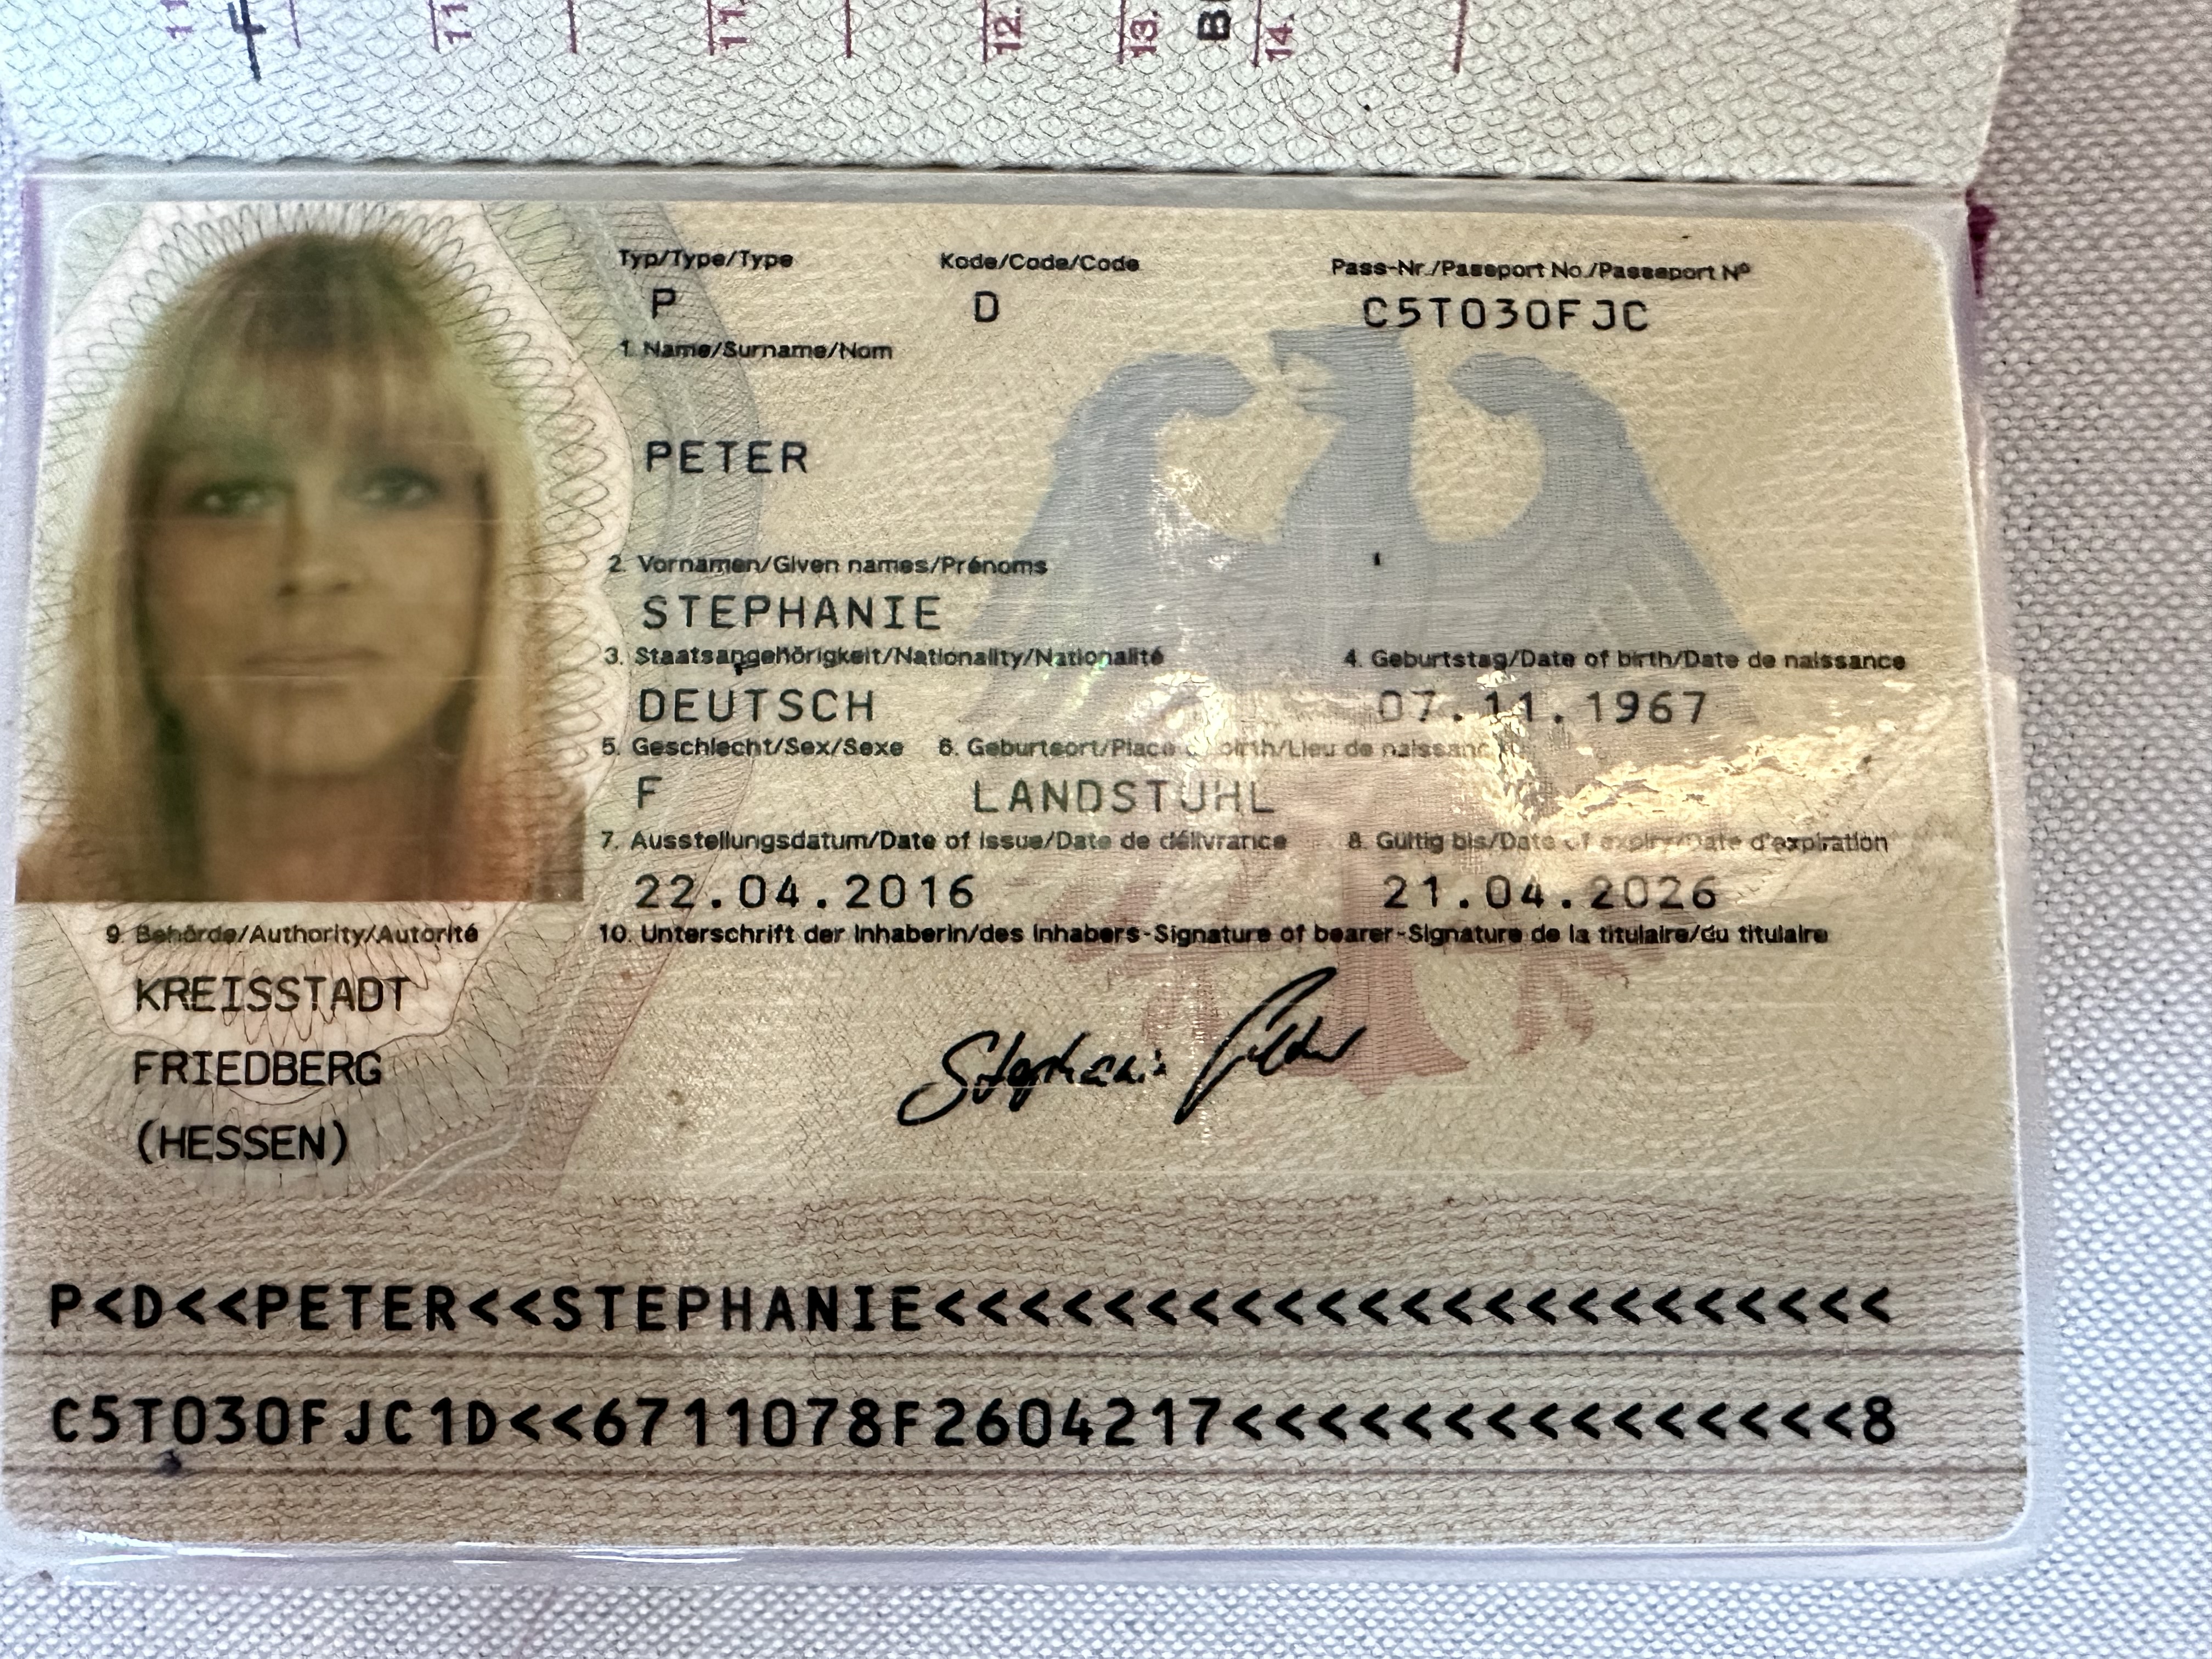 Typ/Type/Type Kode/Code/Code Pass-Nr./Passport No./Passeport Nº
P D C5T030FJC
1. Name/Surname/Nom
PETER
2. Vornamen/Given names/Prénoms
STEPHANIE
3. Staatsangehörigkeit/Nationality/Nationalité 4. Geburtstag/Date of birth/Date de naissance
DEUTSCH 07.11.1967
5. Geschlecht/Sex/Sexe 6. Geburtsort/Place of birth/Lieu de naissance
F LANDSTUHL
7. Ausstellungsdatum/Date of issue/Date de délivrance 8. Gültig bis/Date of expiry/Date d'expiration
22.04.2016 21.04.2026
9. Behörde/Authority/Autorité
KREISSTADT
FRIEDBERG
(HESSEN)
10. Unterschrift der Inhaberin/des Inhabers-Signature of bearer-Signature de la titulaire/du titulaire
P<D<<PETER<<STEPHANIE<<<<<<<<<<<<<<<<<<<<<<<
C5T030FJC1D<<6711078F2604217<<<<<<<<<<<<<<<8
14. 13. 12.